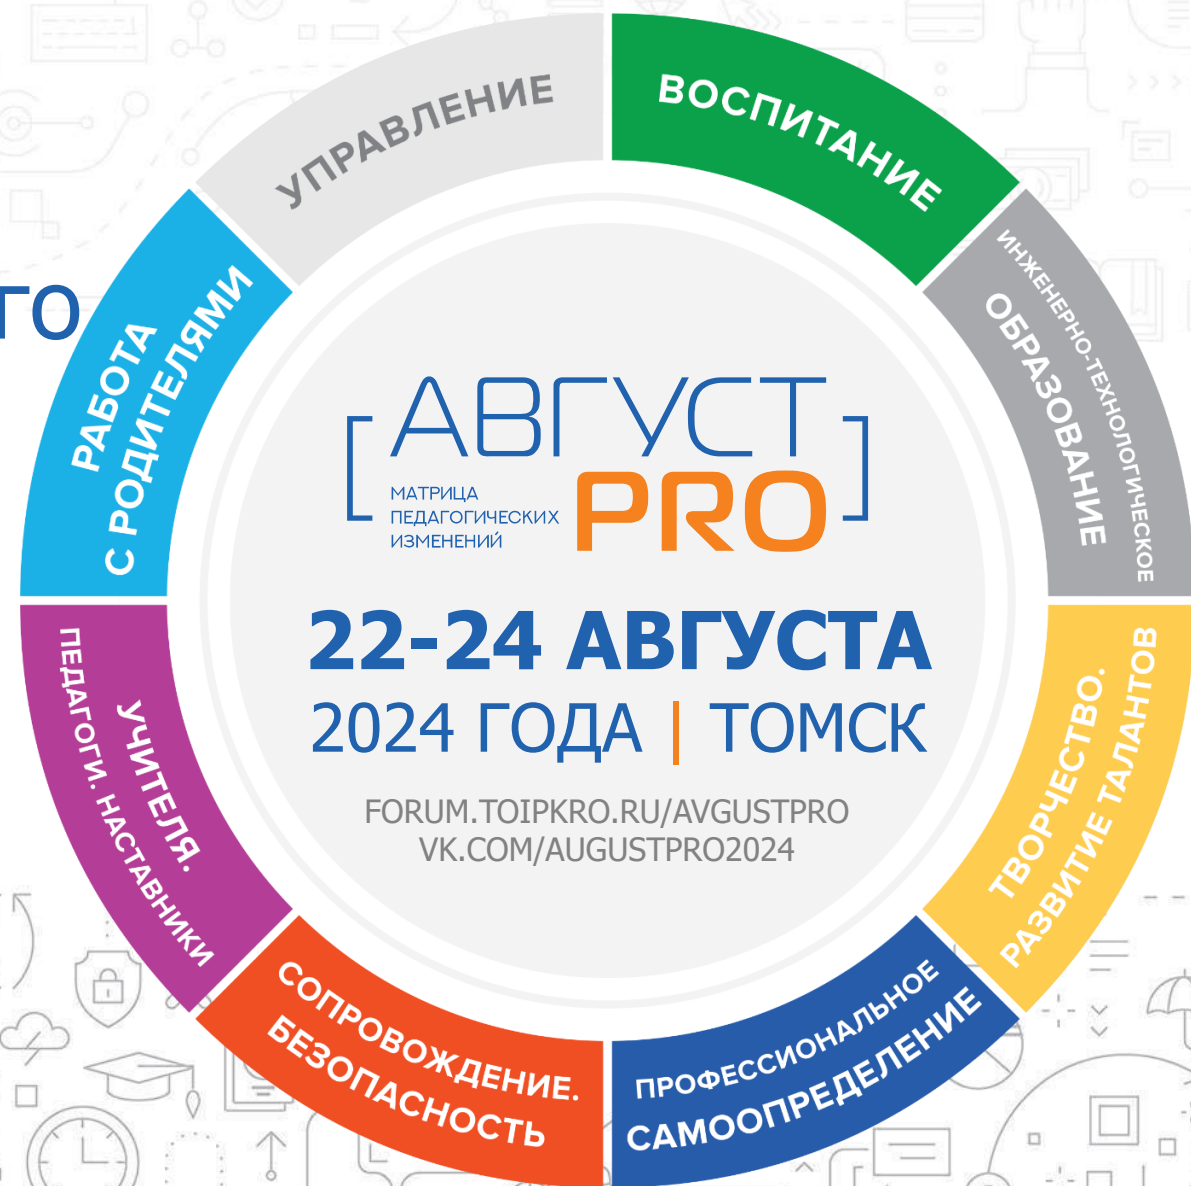 УПРАВЛЕНИЕ
ВОСПИТАНИЕ
ИНЖЕНЕРНО-ТЕХНОЛОГИЧЕСКОЕ
ОБРАЗОВАНИЕ
ТВОРЧЕСТВО.
РАЗВИТИЕ ТАЛАНТОВ
ПРОФЕССИОНАЛЬНОЕ
САМООПРЕДЕЛЕНИЕ
СОПРОВОЖДЕНИЕ.
БЕЗОПАСНОСТЬ
УЧИТЕЛЯ.
ПЕДАГОГИ. НАСТАВНИКИ
РАБОТА
С РОДИТЕЛЯМИ
ГО
АВГУСТ
PRO
МАТРИЦА
ПЕДАГОГИЧЕСКИХ
ИЗМЕНЕНИЙ
22-24 АВГУСТА
2024 ГОДА | ТОМСК
FORUM.TOIPKRO.RU/AVGUSTPRO
VK.COM/AUGUSTPRO2024